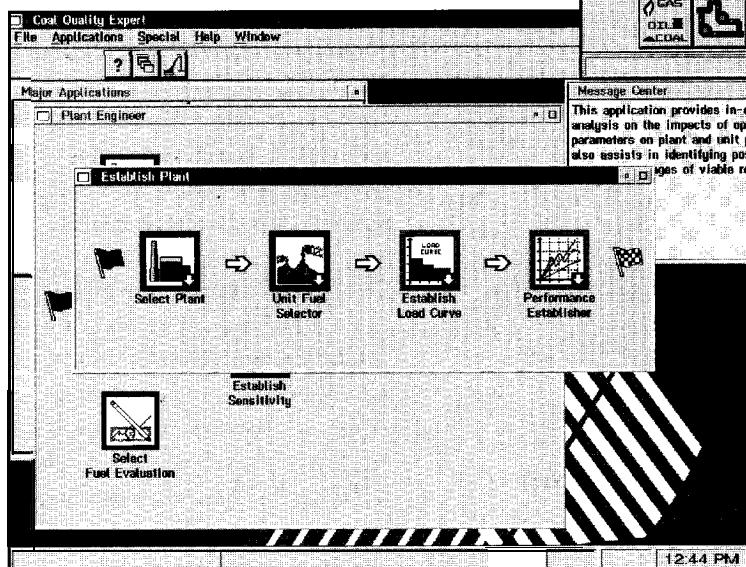 Coal Quality Expert
File Applications Special Help Window
GAS
OIL
COAL
?
Major Applications
Message Center
Plant Engineer
This application provides in-
analysis on the impacts of op
parameters on plant and unit
also assists in identifying
ges of viable
Establish Plant
LOAD
CURVE
Select Plant
Unit Fuel
Selector
Establish
Load Curve
Performance
Establisher
Establish
Sensitivity
Select
Fuel Evaluation
12:44 PM